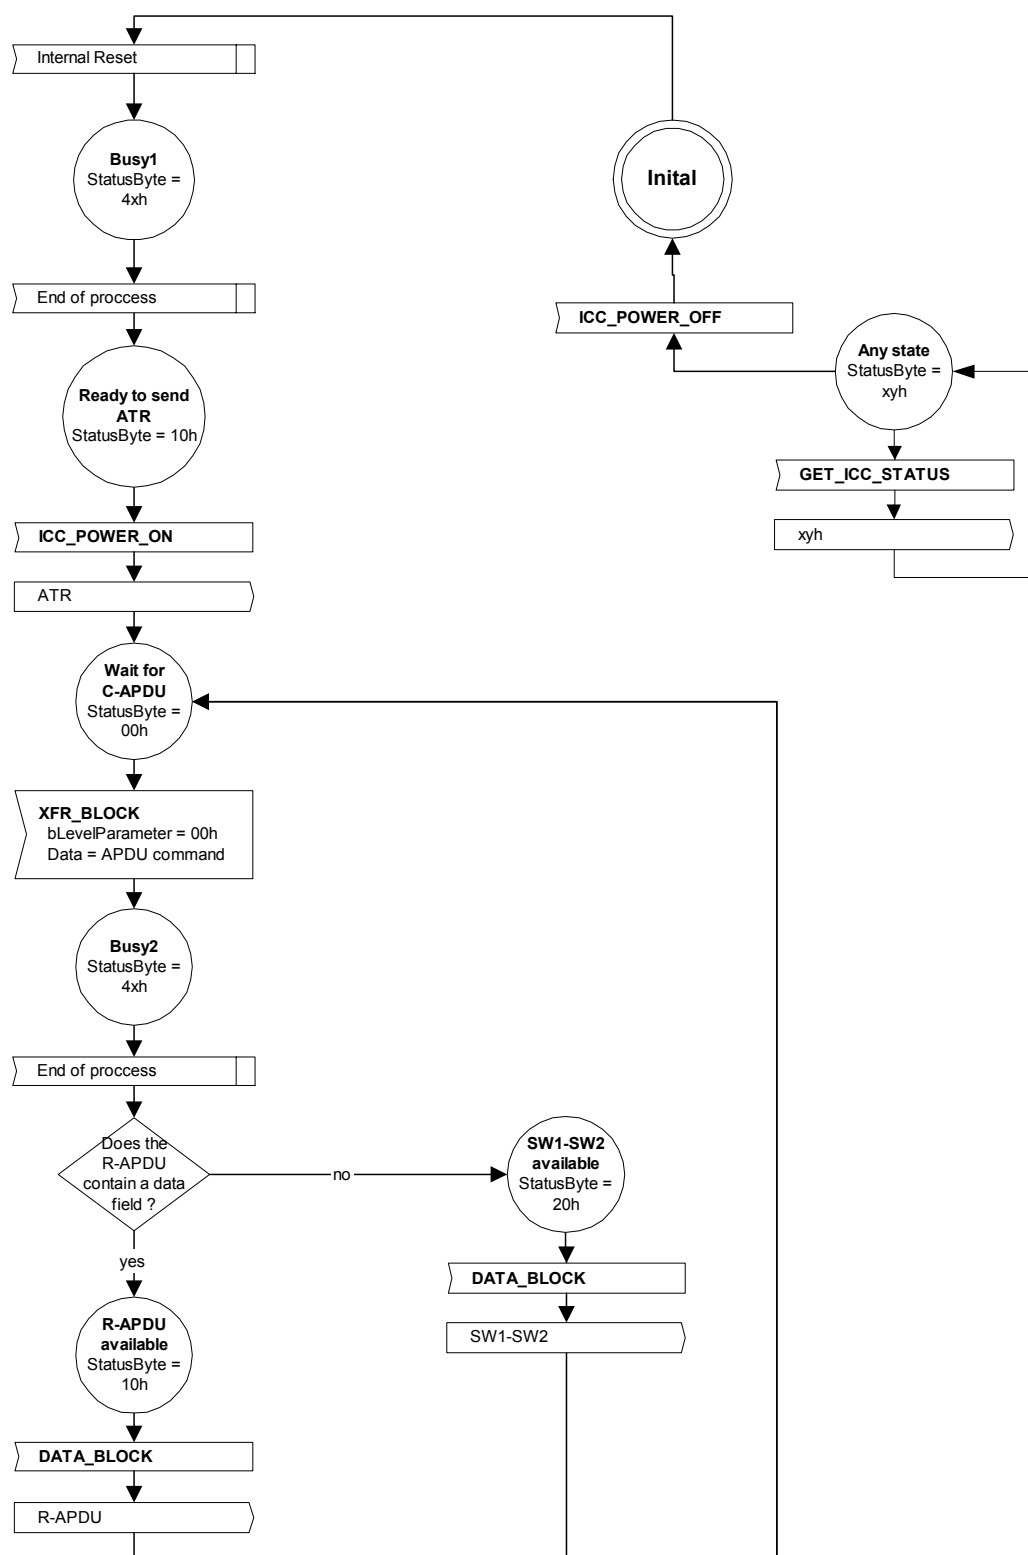 Internal Reset
Busy1
StatusByte =
4xh
End of proccess
Ready to send
ATR
StatusByte = 10h
ICC_POWER_ON
ATR
Wait for
C-APDU
StatusByte =
00h
XFR_BLOCK
bLevelParameter = 00h
Data = APDU command
Busy2
StatusByte =
4xh
End of proccess
Does the
R-APDU
contain a data
field ?
no
yes
R-APDU
available
StatusByte =
10h
DATA_BLOCK
R-APDU
SW1-SW2
available
StatusByte =
20h
DATA_BLOCK
SW1-SW2
Inital
ICC_POWER_OFF
Any state
StatusByte =
xyh
GET_ICC_STATUS
xyh